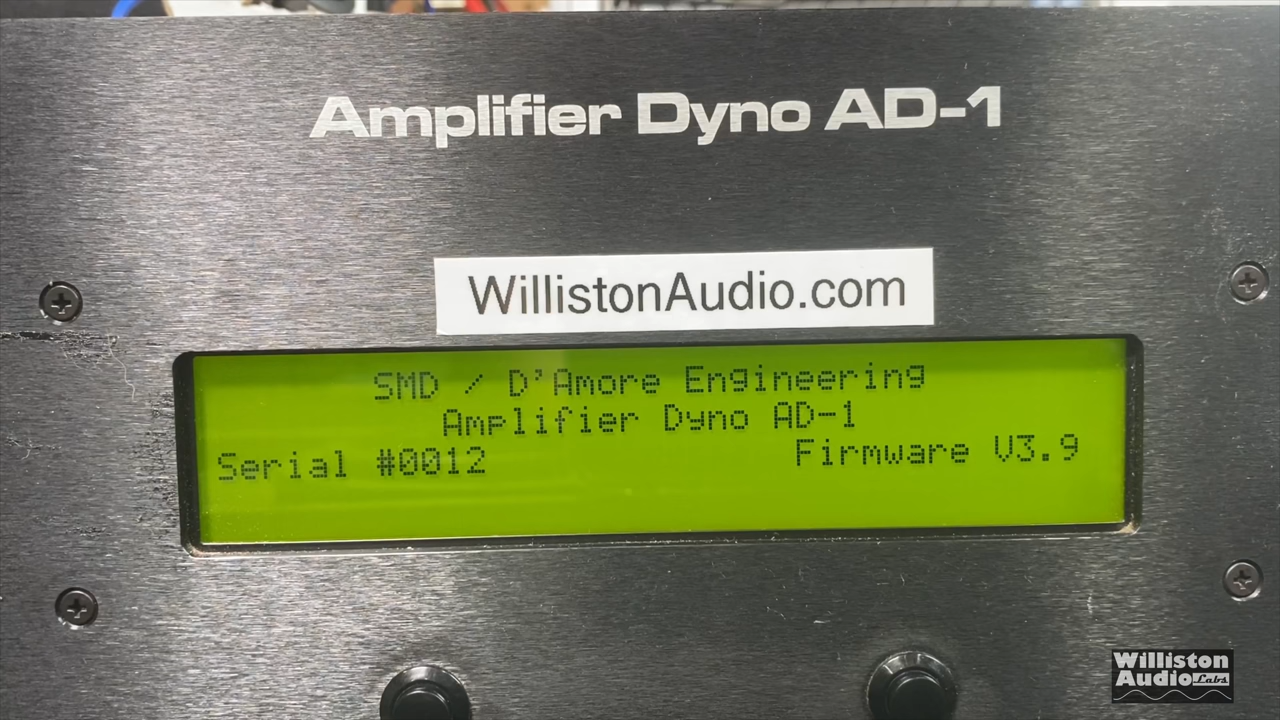 Amplifier Dyno AD-1
WillistonAudio.com
SMD / D'Amore Engineering
Amplifier Dyno AD-1
Serial #0012 Firmware V3.9
Williston
Audio Labs